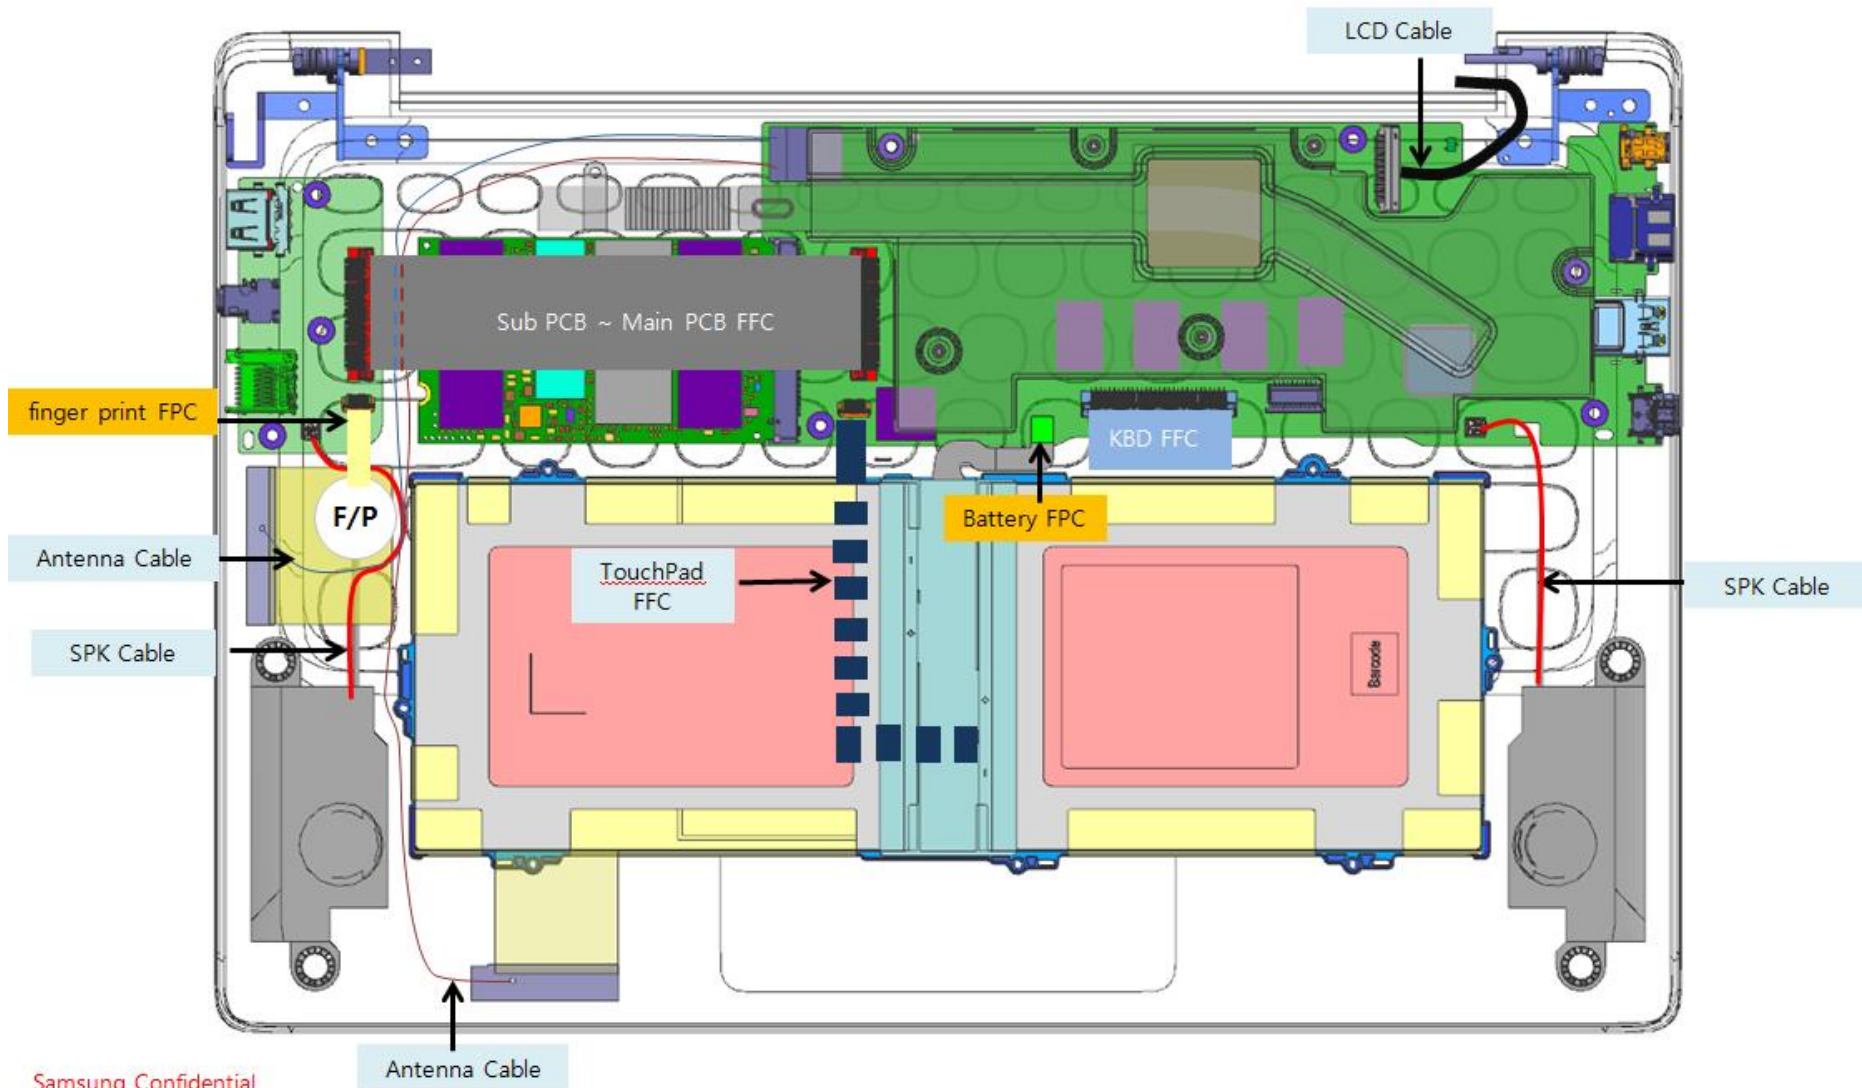 LCD Cable
Sub PCB ~ Main PCB FFC
finger print FPC
KBD FFC
F/P
Battery FPC
Antenna Cable
TouchPad
FFC
SPK Cable
SPK Cable
Barcode
Antenna Cable
Samsung Confidential